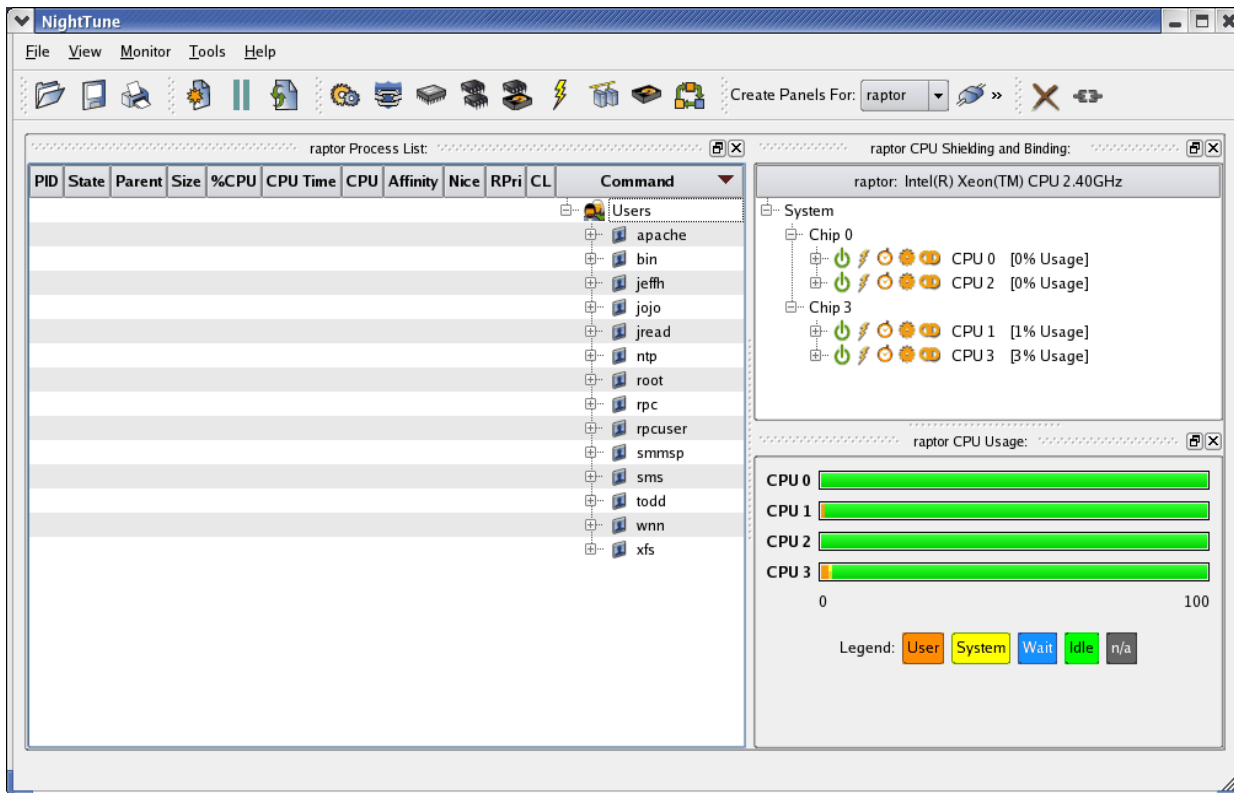 NightTune
File View Monitor Tools Help
Create Panels For: raptor »
raptor Process List:
PID State Parent Size %CPU CPU Time CPU Affinity Nice RPri CL Command
Users
apache
bin
jeffh
jojo
jread
ntp
root
rpc
rpcuser
smmsp
sms
todd
wnn
xfs
raptor CPU Shielding and Binding:
raptor: Intel(R) Xeon(TM) CPU 2.40GHz
System
Chip 0
CPU 0 [0% Usage]
CPU 2 [0% Usage]
Chip 3
CPU 1 [1% Usage]
CPU 3 [3% Usage]
raptor CPU Usage:
CPU 0
CPU 1
CPU 2
CPU 3
0 100
Legend: User System Wait Idle n/a